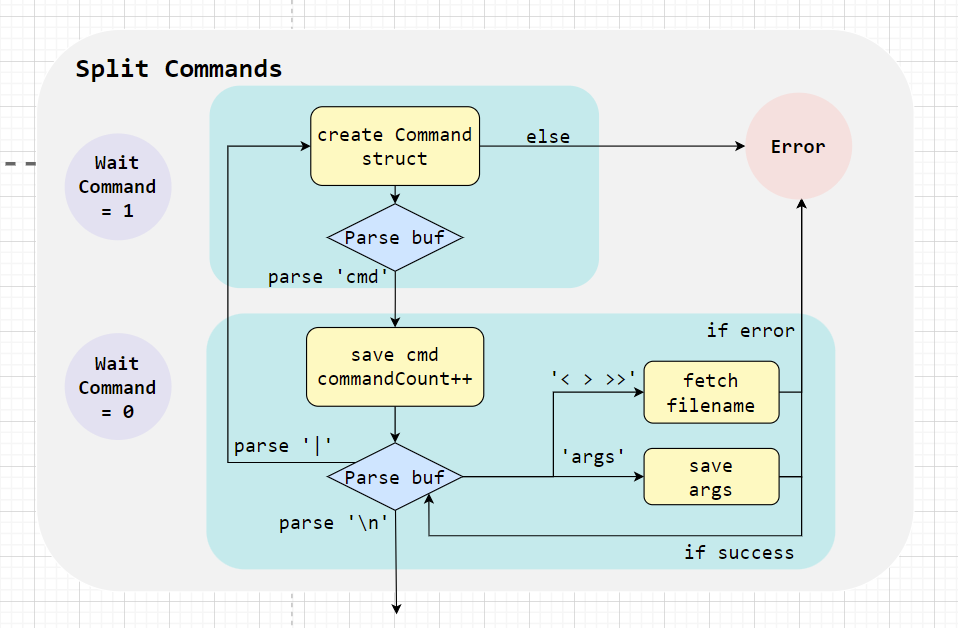 Split Commands
Wait
Command
= 1
create Command
struct
else
Error
Parse buf
parse 'cmd'
Wait
Command
= 0
save cmd
commandCount++
if error
'< > >>'
fetch
filename
parse '|'
Parse buf
'args'
save
args
parse '\n'
if success